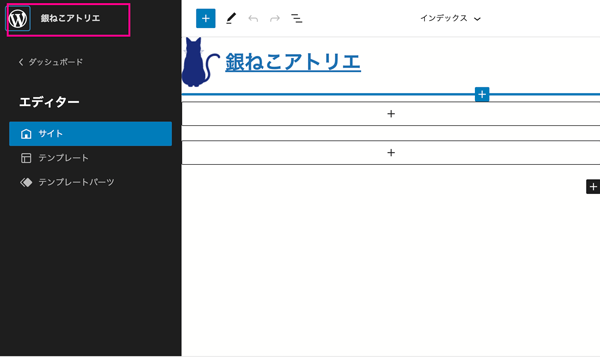 銀ねこアトリエ
ダッシュボード
エディター
サイト
テンプレート
テンプレートパーツ
インデックス
銀ねこアトリエ